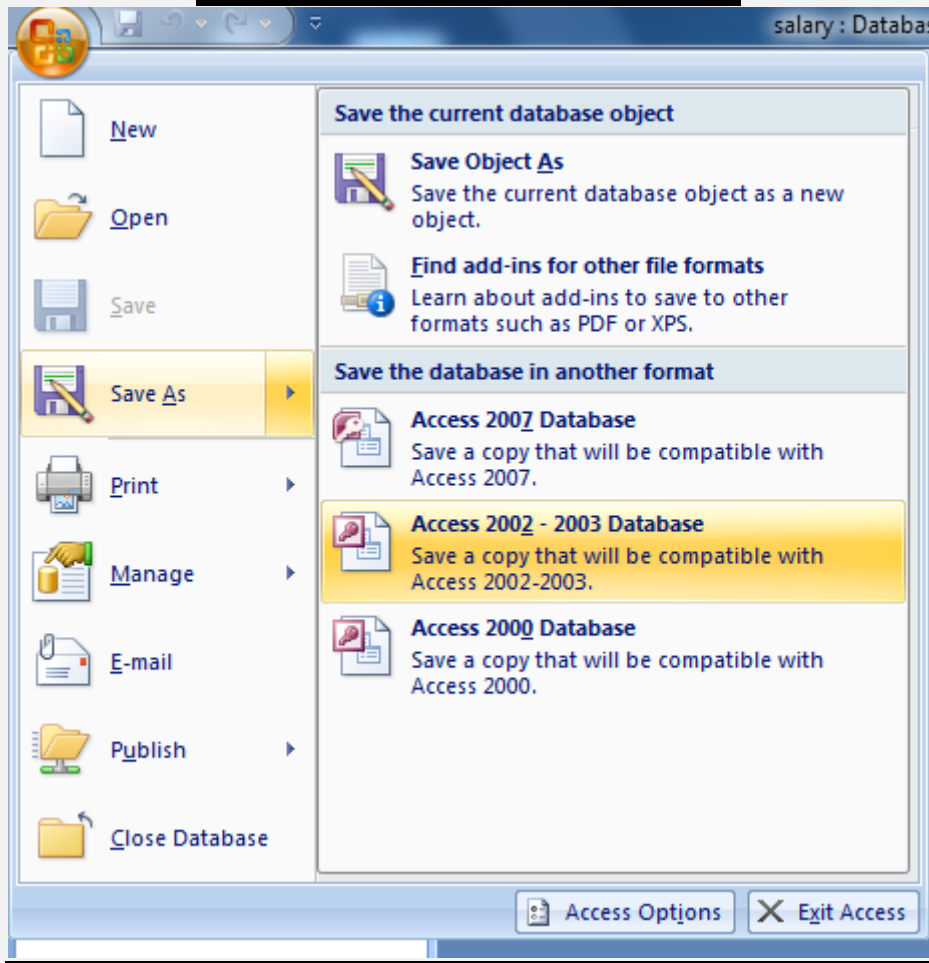 salary : Databas
New
Open
Save
Save As
Print
Manage
E-mail
Publish
Close Database
Save the current database object
Save Object As
Save the current database object as a new
object.
Find add-ins for other file formats
Learn about add-ins to save to other
formats such as PDF or XPS.
Save the database in another format
Access 2007 Database
Save a copy that will be compatible with
Access 2007.
Access 2002 - 2003 Database
Save a copy that will be compatible with
Access 2002-2003.
Access 2000 Database
Save a copy that will be compatible with
Access 2000.
Access Options
Exit Access